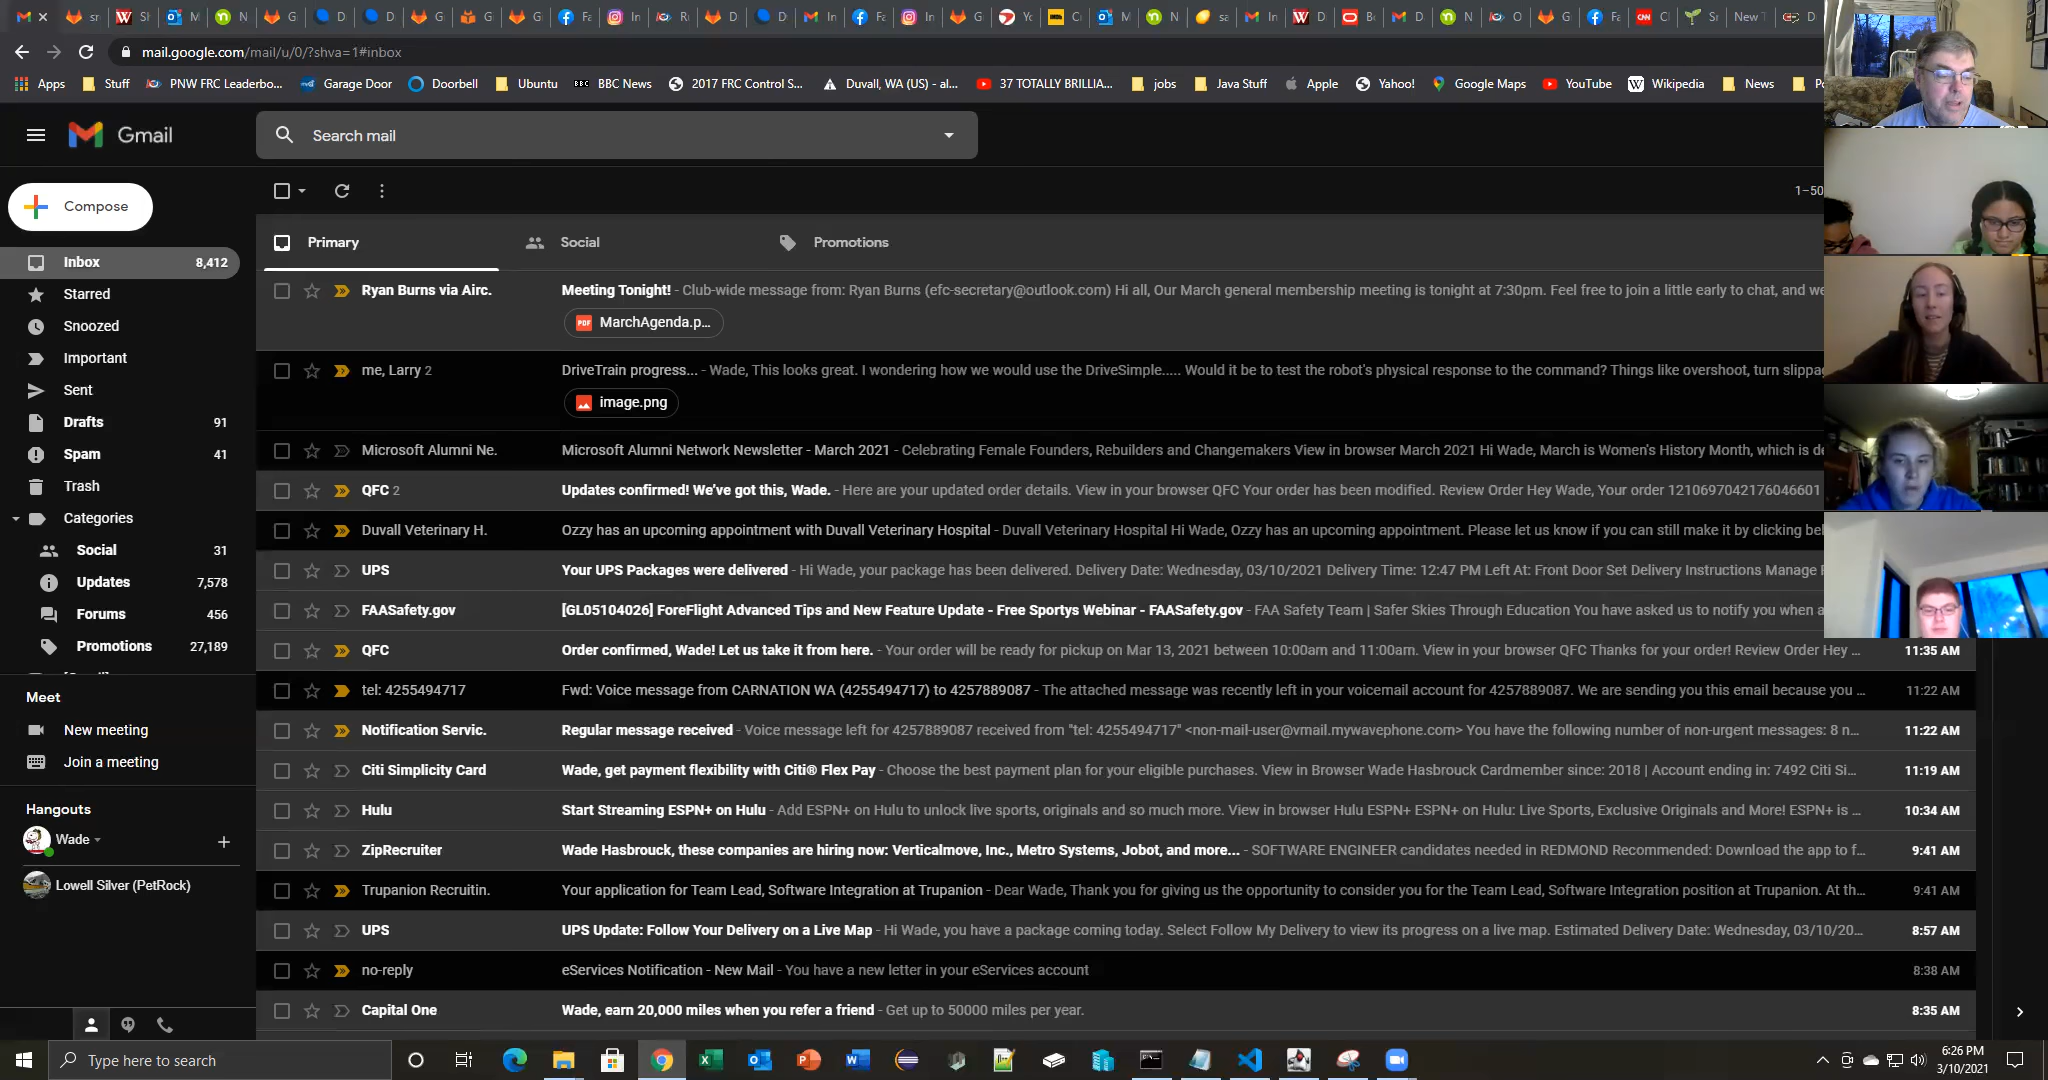 mail.google.com/mail/u/0/?shva=1#inbox
Apps Stuff PNW FRC Leaderbo... Garage Door Doorbell Ubuntu BBC News 2017 FRC Control S... Duvall, WA (US) - al... 37 TOTALLY BRILLIA... jobs Java Stuff Apple Yahoo! Google Maps YouTube Wikipedia News
Gmail
Search mail
Compose
1–50
Primary Social Promotions
Inbox 8,412
Starred
Snoozed
Important
Sent
Drafts 91
Spam 41
Trash
Categories
Social 31
Updates 7,578
Forums 456
Promotions 27,189
Meet
New meeting
Join a meeting
Hangouts
Wade
Lowell Silver (PetRock)
Ryan Burns via Airc. Meeting Tonight! - Club-wide message from: Ryan Burns (efc-secretary@outlook.com) Hi all, Our March general membership meeting is tonight at 7:30pm. Feel free to join a little early to chat, and we
PDF MarchAgenda.p...
me, Larry 2 DriveTrain progress... - Wade, This looks great. I wondering how we would use the DriveSimple..... Would it be to test the robot's physical response to the command? Things like overshoot, turn slippag
image.png
Microsoft Alumni Ne. Microsoft Alumni Network Newsletter - March 2021 - Celebrating Female Founders, Rebuilders and Changemakers View in browser March 2021 Hi Wade, March is Women's History Month, which is de
QFC 2 Updates confirmed! We've got this, Wade. - Here are your updated order details. View in your browser QFC Your order has been modified. Review Order Hey Wade, Your order 1210697042176046601
Duvall Veterinary H. Ozzy has an upcoming appointment with Duvall Veterinary Hospital - Duvall Veterinary Hospital Hi Wade, Ozzy has an upcoming appointment. Please let us know if you can still make it by clicking bel
UPS Your UPS Packages were delivered - Hi Wade, your package has been delivered. Delivery Date: Wednesday, 03/10/2021 Delivery Time: 12:47 PM Left At: Front Door Set Delivery Instructions Manage
FAASafety.gov [GL05104026] ForeFlight Advanced Tips and New Feature Update - Free Sportys Webinar - FAASafety.gov - FAA Safety Team | Safer Skies Through Education You have asked us to notify you when a
QFC Order confirmed, Wade! Let us take it from here. - Your order will be ready for pickup on Mar 13, 2021 between 10:00am and 11:00am. View in your browser QFC Thanks for your order! Review Order Hey ... 11:35 AM
tel: 4255494717 Fwd: Voice message from CARNATION WA (4255494717) to 4257889087 - The attached message was recently left in your voicemail account for 4257889087. We are sending you this email because you ... 11:22 AM
Notification Servic. Regular message received - Voice message left for 4257889087 received from "tel: 4255494717" <non-mail-user@vmail.mywavephone.com> You have the following number of non-urgent messages: 8 n... 11:22 AM
Citi Simplicity Card Wade, get payment flexibility with Citi® Flex Pay - Choose the best payment plan for your eligible purchases. View in Browser Wade Hasbrouck Cardmember since: 2018 | Account ending in: 7492 Citi Si... 11:19 AM
Hulu Start Streaming ESPN+ on Hulu - Add ESPN+ on Hulu to unlock live sports, originals and so much more. View in browser Hulu ESPN+ ESPN+ on Hulu: Live Sports, Exclusive Originals and More! ESPN+ is ... 10:34 AM
ZipRecruiter Wade Hasbrouck, these companies are hiring now: Verticalmove, Inc., Metro Systems, Jobot, and more... - SOFTWARE ENGINEER candidates needed in REDMOND Recommended: Download the app to f... 9:41 AM
Trupanion Recruitin. Your application for Team Lead, Software Integration at Trupanion - Dear Wade, Thank you for giving us the opportunity to consider you for the Team Lead, Software Integration position at Trupanion. At th... 9:41 AM
UPS UPS Update: Follow Your Delivery on a Live Map - Hi Wade, you have a package coming today. Select Follow My Delivery to view its progress on a live map. Estimated Delivery Date: Wednesday, 03/10/20... 8:57 AM
no-reply eServices Notification - New Mail - You have a new letter in your eServices account 8:38 AM
Capital One Wade, earn 20,000 miles when you refer a friend - Get up to 50000 miles per year. 8:35 AM
Type here to search
6:26 PM
3/10/2021